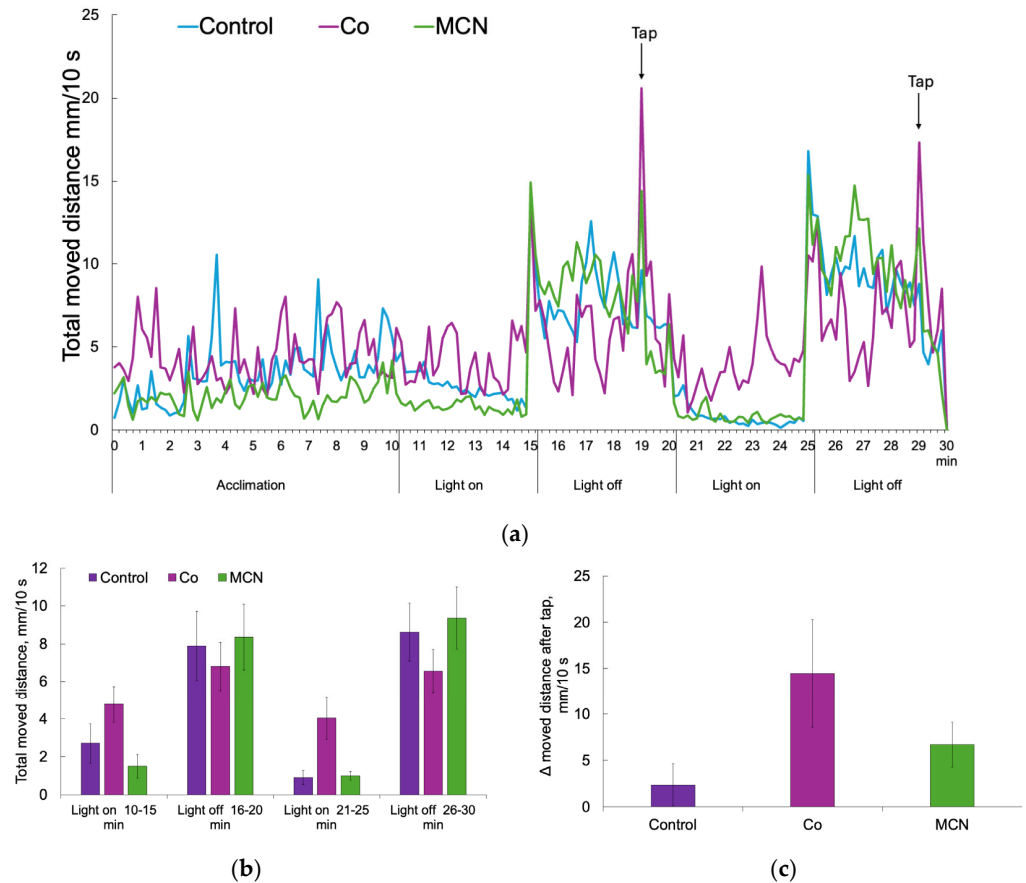 Control Co MCN
Total moved distance mm/10 s
25
20
15
10
5
0
Tap
Tap
0 1 2 3 4 5 6 7 8 9 10 11 12 13 14 15 16 17 18 19 20 21 22 23 24 25 26 27 28 29 30
min
Acclimation Light on Light off Light on Light off
(a)
Total moved distance, mm/10 s
12
10
8
6
4
2
0
Control Co MCN
Light on 10-15 min
Light off 16-20 min
Light on 21-25 min
Light off 26-30 min
(b)
Δ moved distance after tap,
mm/10 s
25
20
15
10
5
0
Control Co MCN
(c)